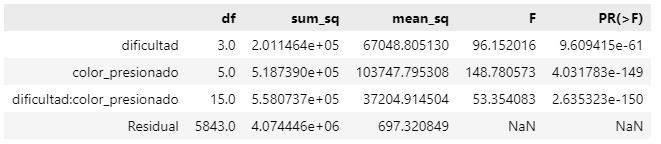 df sum_sq mean_sq F PR(>F)
dificultad 3.0 2.011464e+05 67048.805130 96.152016 9.609415e-61
color_presionado 5.0 5.187390e+05 103747.795308 148.780573 4.031783e-149
dificultad:color_presionado 15.0 5.580737e+05 37204.914504 53.354083 2.635323e-150
Residual 5843.0 4.074446e+06 697.320849 NaN NaN